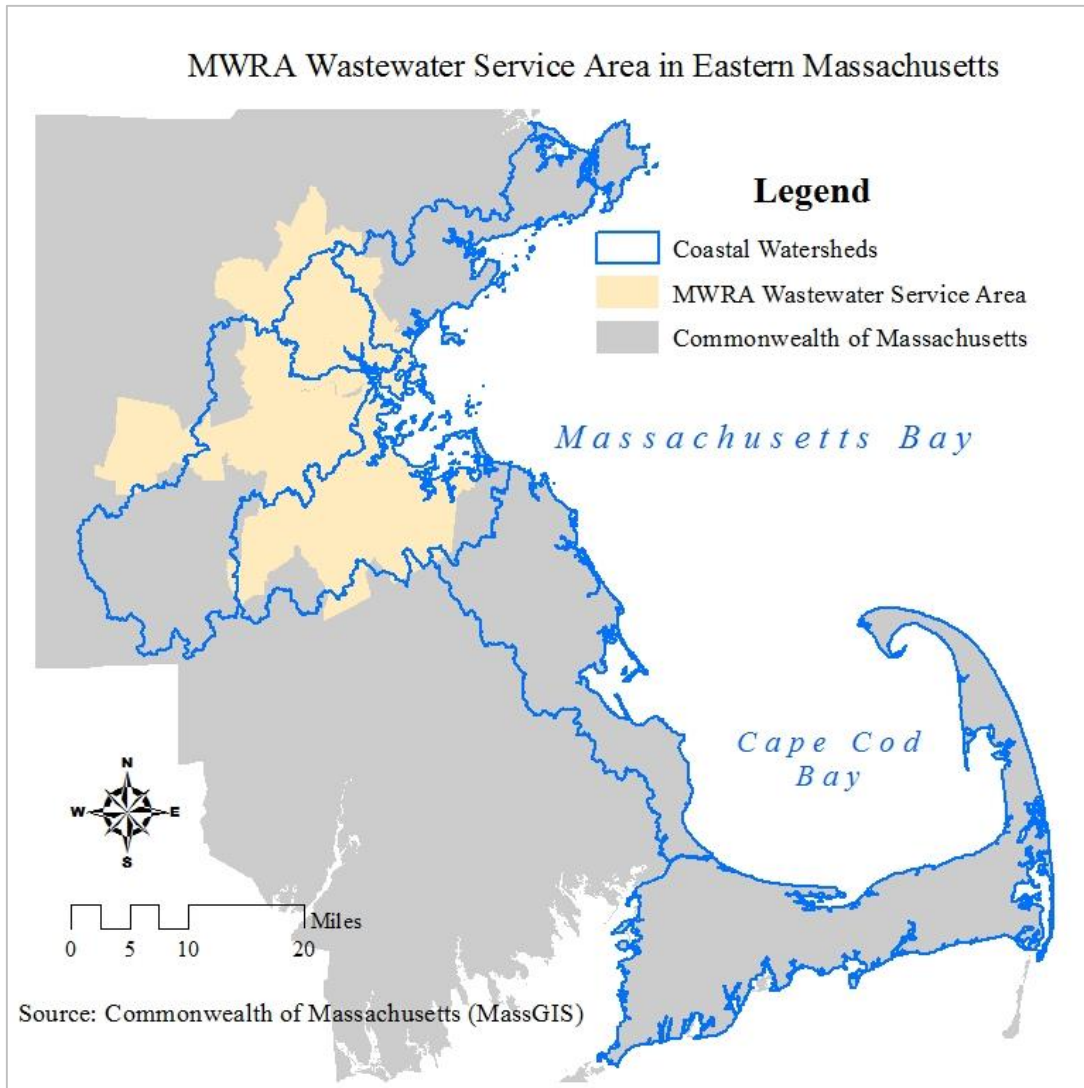 MWRA Wastewater Service Area in Eastern Massachusetts
Legend
Coastal Watersheds
MWRA Wastewater Service Area
Commonwealth of Massachusetts
Massachusetts Bay
Cape Cod
Bay
N
W E
S
Miles
0 5 10 20
Source: Commonwealth of Massachusetts (MassGIS)